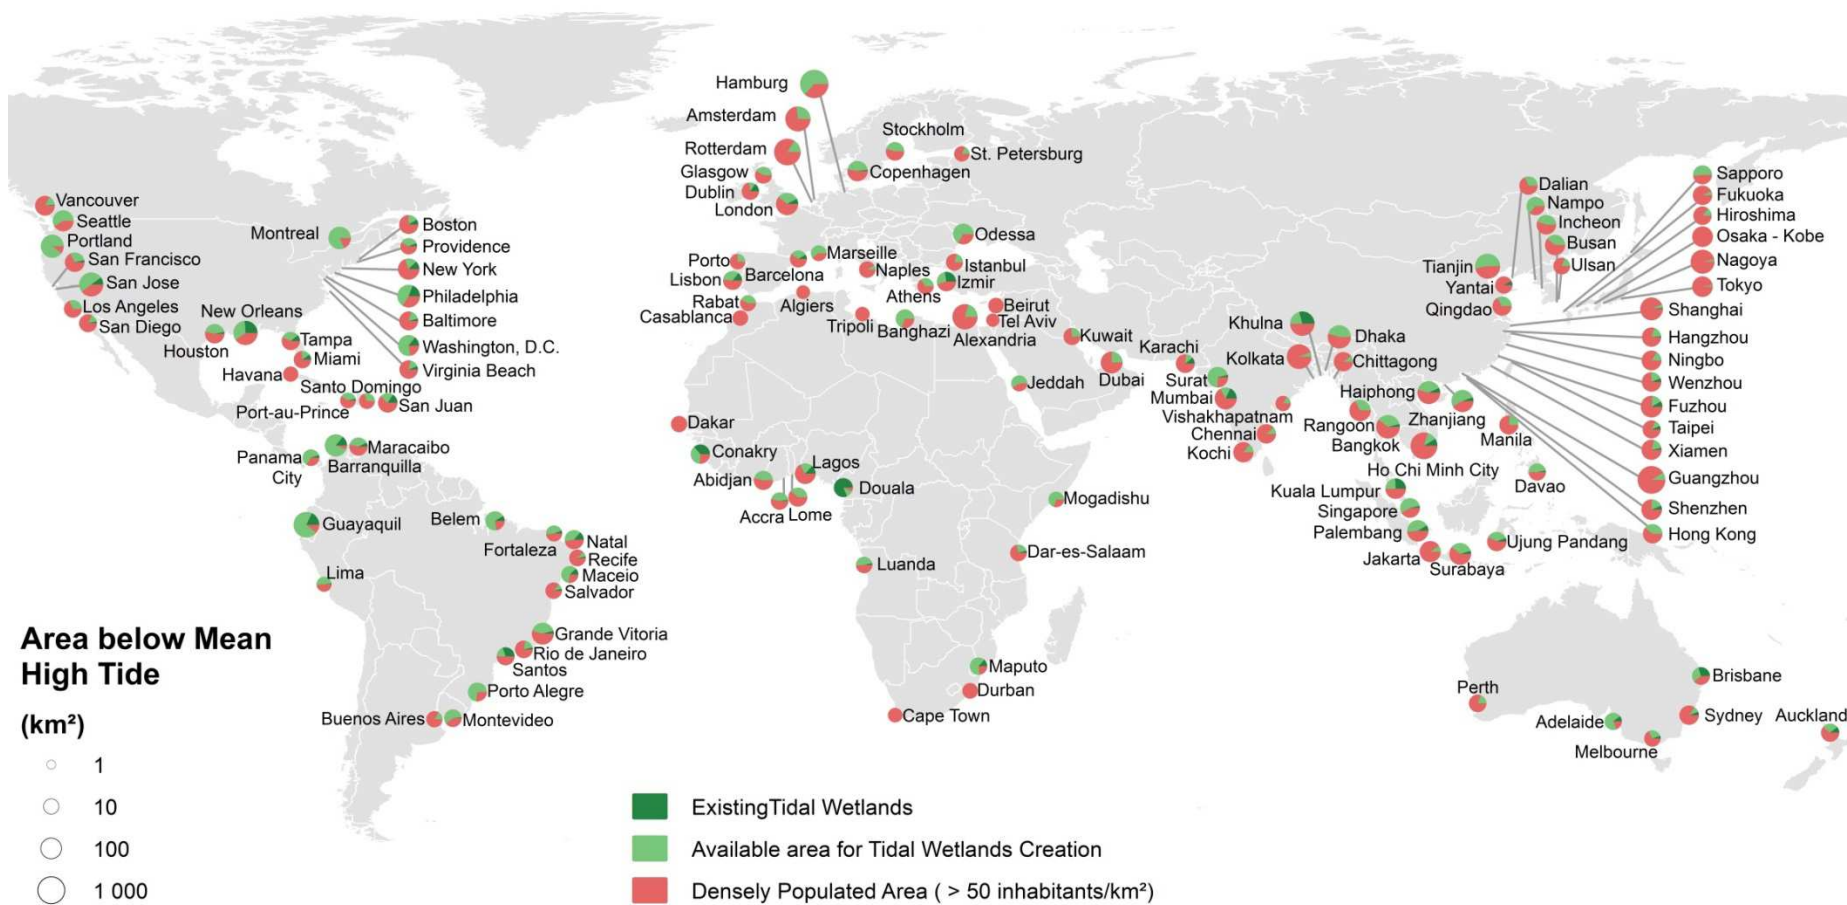 Hamburg
Amsterdam
Rotterdam
Glasgow
Dublin
London
Stockholm
St. Petersburg
Copenhagen
Vancouver
Seattle
Portland
San Francisco
San Jose
Los Angeles
San Diego
Montreal
Boston
Providence
New York
Philadelphia
Baltimore
Washington, D.C.
Virginia Beach
New Orleans
Houston
Tampa
Miami
Havana
Santo Domingo
Port-au-Prince
San Juan
Panama
City
Maracaibo
Barranquilla
Guayaquil
Lima
Belem
Fortaleza
Natal
Recife
Maceio
Salvador
Grande Vitoria
Rio de Janeiro
Santos
Porto Alegre
Buenos Aires
Montevideo
Porto
Lisbon
Barcelona
Marseille
Naples
Rabat
Casablanca
Algiers
Tripoli
Athens
Banghazi
Odessa
Istanbul
Izmir
Beirut
Tel Aviv
Alexandria
Kuwait
Dubai
Jeddah
Dakar
Conakry
Abidjan
Accra
Lome
Lagos
Douala
Luanda
Mogadishu
Dar-es-Salaam
Maputo
Durban
Cape Town
Karachi
Surat
Mumbai
Vishakhapatnam
Chennai
Kochi
Khulna
Kolkata
Dhaka
Chittagong
Haiphong
Rangoon
Bangkok
Zhanjiang
Manila
Ho Chi Minh City
Davao
Kuala Lumpur
Singapore
Palembang
Jakarta
Surabaya
Ujung Pandang
Dalian
Nampo
Incheon
Busan
Ulsan
Tianjin
Yantai
Qingdao
Sapporo
Fukuoka
Hiroshima
Osaka - Kobe
Nagoya
Tokyo
Shanghai
Hangzhou
Ningbo
Wenzhou
Fuzhou
Taipei
Xiamen
Guangzhou
Shenzhen
Hong Kong
Perth
Adelaide
Melbourne
Brisbane
Sydney
Auckland
Area below Mean
High Tide
(km²)
1
10
100
1 000
ExistingTidal Wetlands
Available area for Tidal Wetlands Creation
Densely Populated Area ( > 50 inhabitants/km²)